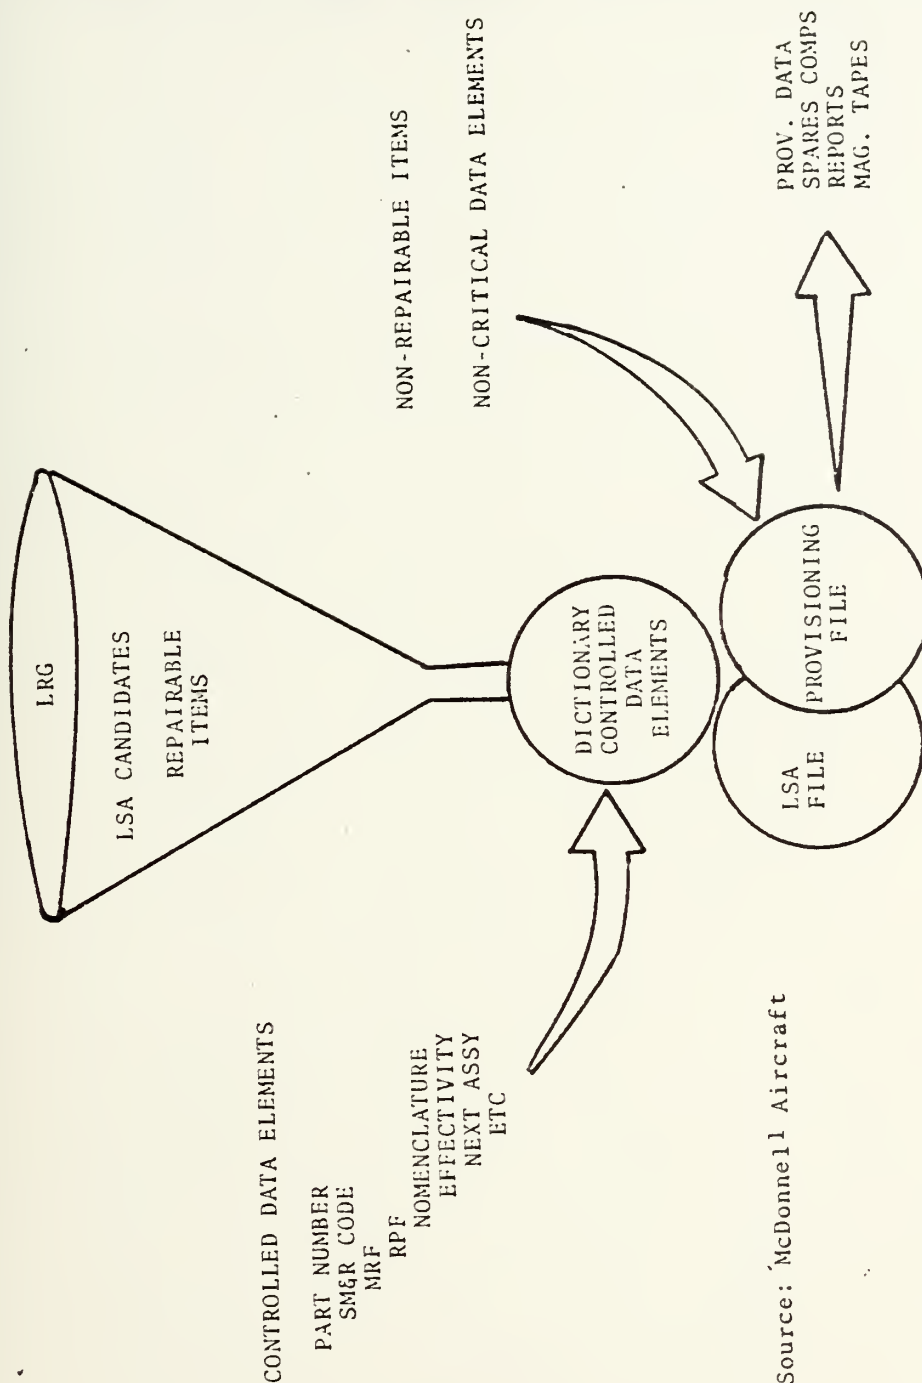 LRG
LSA CANDIDATES
REPAIRABLE
ITEMS
CONTROLLED DATA ELEMENTS
PART NUMBER
SM&R CODE
MRF
RPF
NOMENCLATURE
EFFECTIVITY
NEXT ASSY
ETC
DICTIONARY
CONTROLLED
DATA
ELEMENTS
NON-REPAIRABLE ITEMS
NON-CRITICAL DATA ELEMENTS
LSA
FILE
PROVISIONING
FILE
PROV. DATA
SPARES COMPS
REPORTS
MAG. TAPES
Source: McDonnell Aircraft